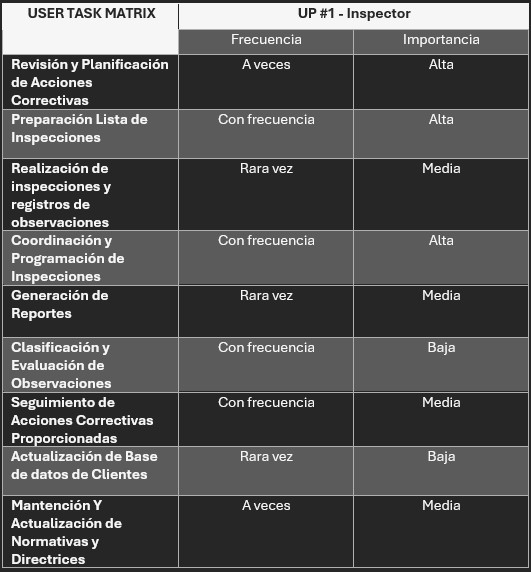 USER TASK MATRIX UP #1 - Inspector
Frecuencia Importancia
Revisión y Planificación A veces Alta
de Acciones
Correctivas
Preparación Lista de Con frecuencia Alta
Inspecciones
Realización de Rara vez Media
inspecciones y
registros de
observaciones
Coordinación y Con frecuencia Alta
Programación de
Inspecciones
Generación de Rara vez Media
Reportes
Clasificación y Con frecuencia Baja
Evaluación de
Observaciones
Seguimiento de Con frecuencia Media
Acciones Correctivas
Proporcionadas
Actualización de Base Rara vez Baja
de datos de Clientes
Mantención Y A veces Media
Actualización de
Normativas y
Directrices